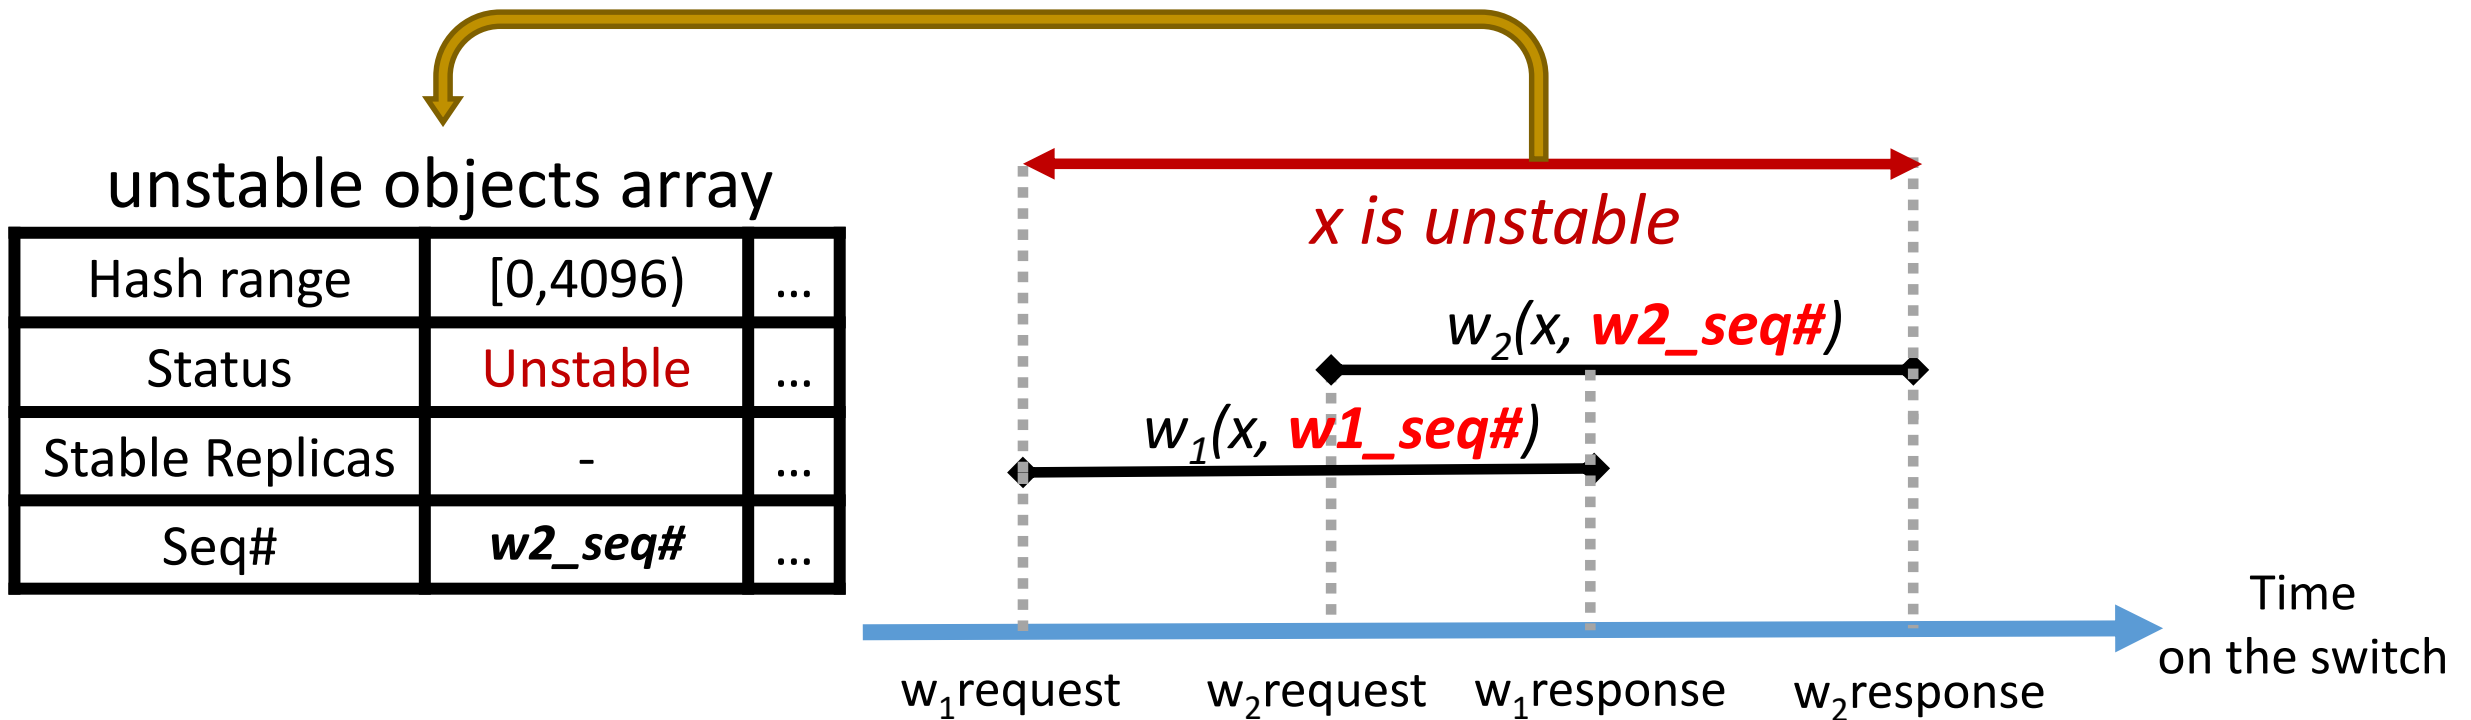 unstable objects array
Hash range [0,4096) ...
Status Unstable ...
Stable Replicas - ...
Seq# w2_seq# ...
x is unstable
w2(x, w2_seq#)
w1(x, w1_seq#)
Time
on the switch
w1request w2request w1response w2response